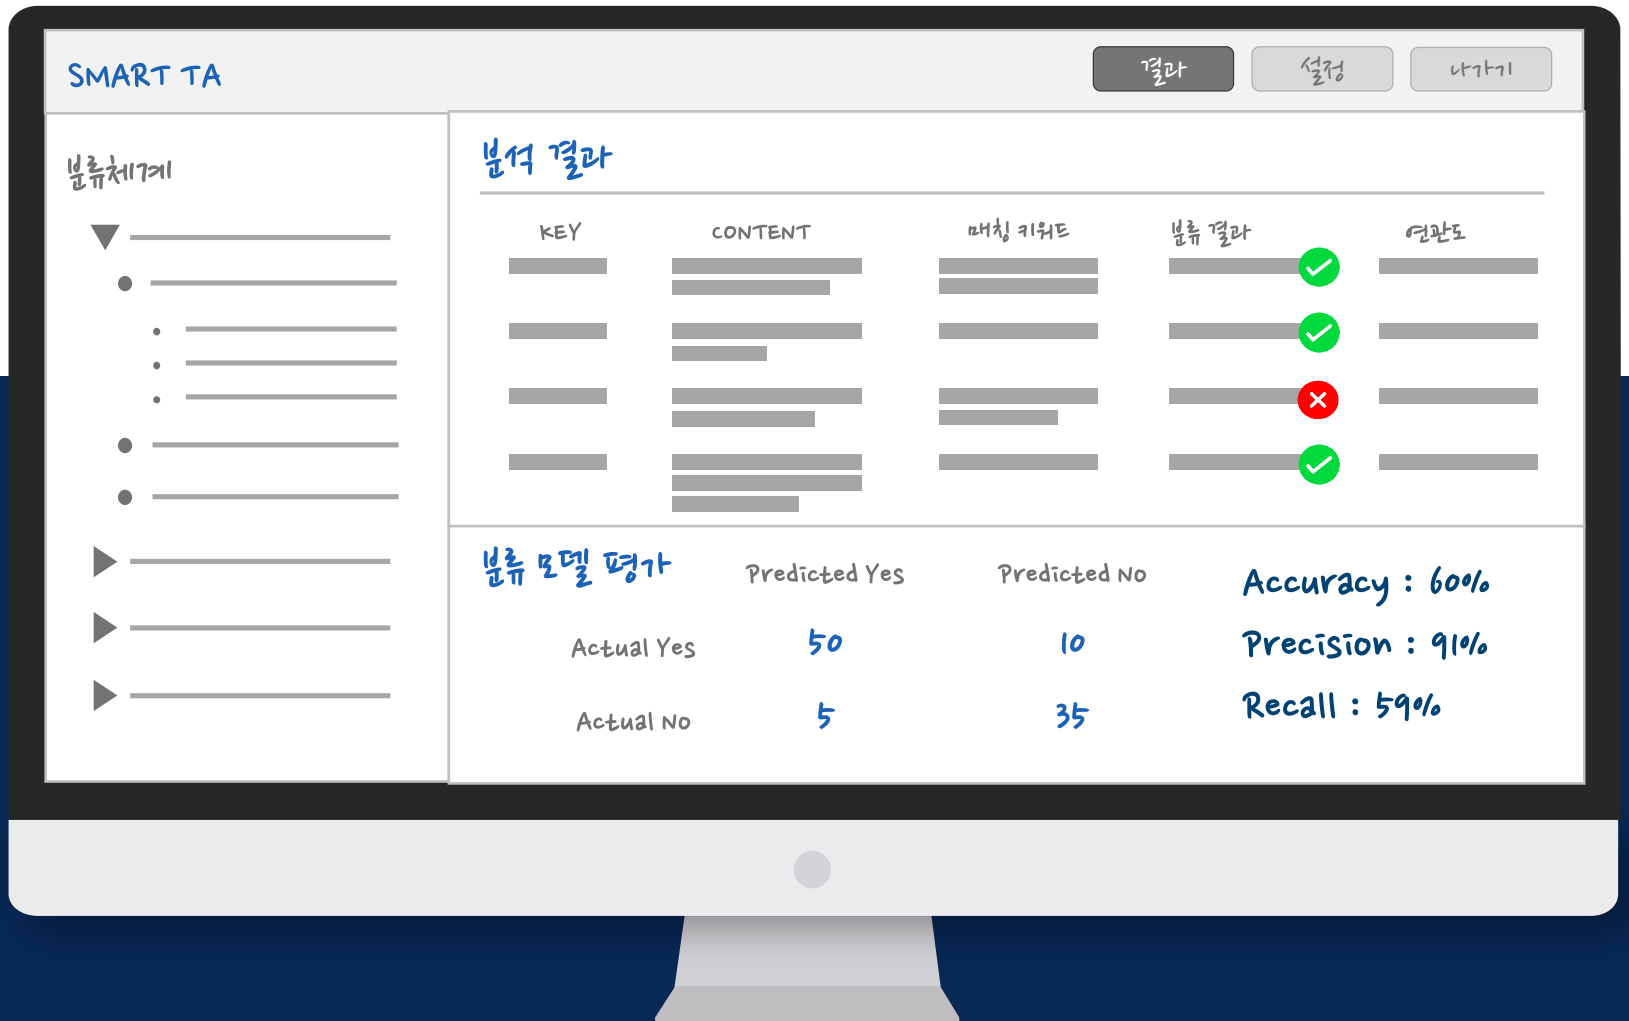 SMART TA
결과 설정 나가기
분류체계
분석 결과
KEY CONTENT 매칭 키워드 분류 결과 연관도
분류 모델 평가
Predicted Yes Predicted No
Actual Yes 50 10
Actual No 5 35
Accuracy : 60%
Precision : 91%
Recall : 59%